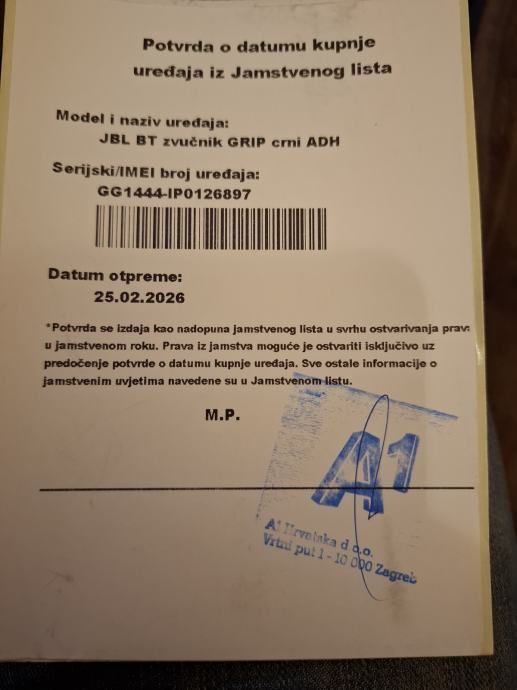 Potvrda o datumu kupnje
uređaja iz Jamstvenog lista
Model i naziv uređaja:
JBL BT zvučnik GRIP crni ADH
Serijski/IMEI broj uređaja:
GG1444-IP0126897
Datum otpreme:
25.02.2026
*Potvrda se izdaja kao nadopuna jamstvenog lista u svrhu ostvarivanja prava
u jamstvenom roku. Prava iz jamstva moguće je ostvariti isključivo uz
predočenje potvrde o datumu kupnje uređaja. Sve ostale informacije o
jamstvenim uvjetima navedene su u Jamstvenom listu.
M.P.
A1
A1 Hrvatska d.o.o.
Vrtni put 1 - 10 000 Zagreb